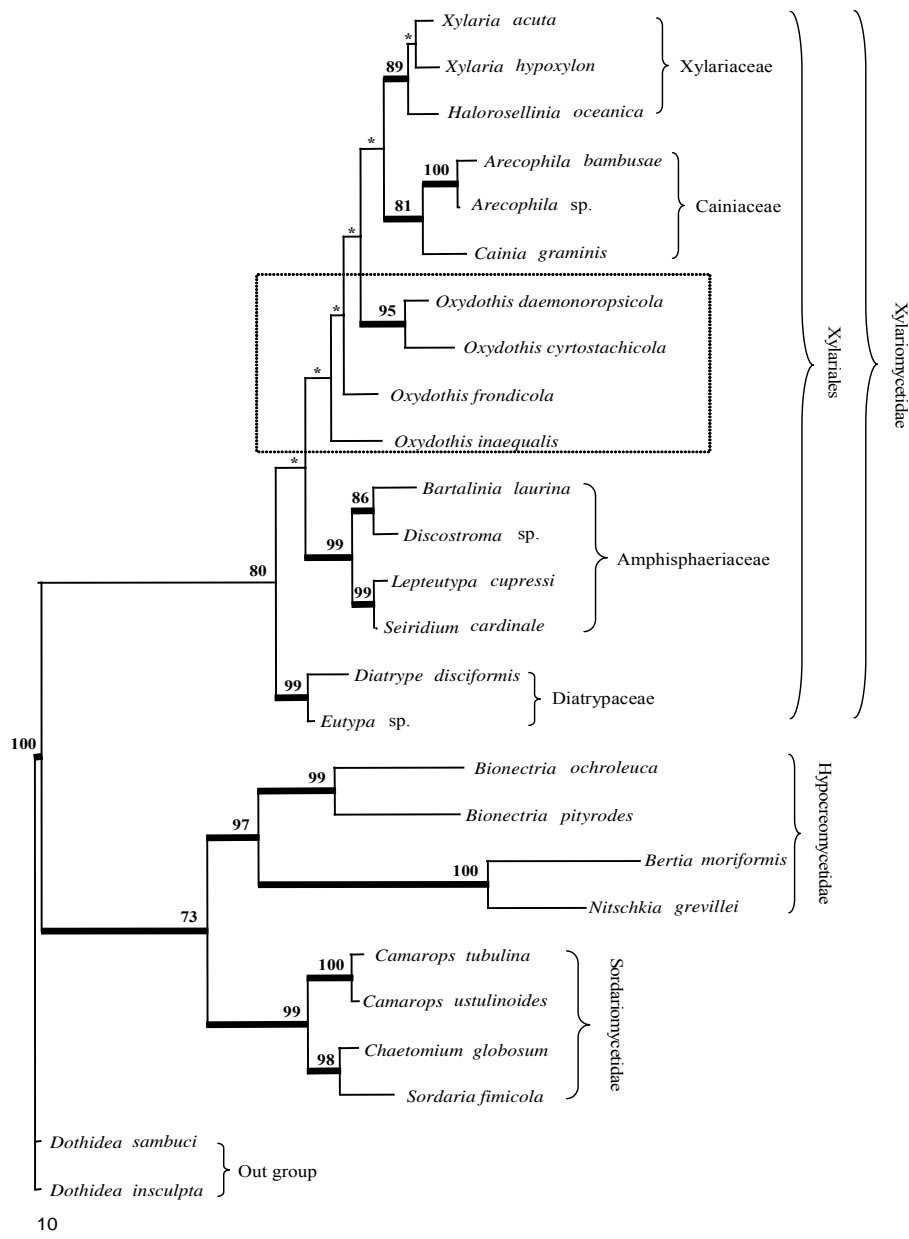 *
Xylaria acuta
Xylaria hypoxylon
89
Xylariaceae
Halorosellinia oceanica
*
Arecophila bambusae
100
Arecophila sp.
81
Cainiaceae
Cainia graminis
*
Oxydothis daemonoropsicola
95
*
Oxydothis cyrtostachicola
Oxydothis frondicola
*
Oxydothis inaequalis
*
Bartalinia laurina
86
Discostroma sp.
99
Amphisphaeriaceae
Lepteutypa cupressi
99
Seiridium cardinale
80
Diatrype disciformis
99
Diatrypaceae
Eutypa sp.
Xylariales
Xylariomycetidae
100
Bionectria ochroleuca
99
Bionectria pityrodes
97
Bertia moriformis
100
Nitschkia grevillei
Hypocreomycetidae
73
Camarops tubulina
100
Camarops ustulinoides
99
Chaetomium globosum
98
Sordaria fimicola
Sordariomycetidae
Dothidea sambuci
Out group
Dothidea insculpta
10